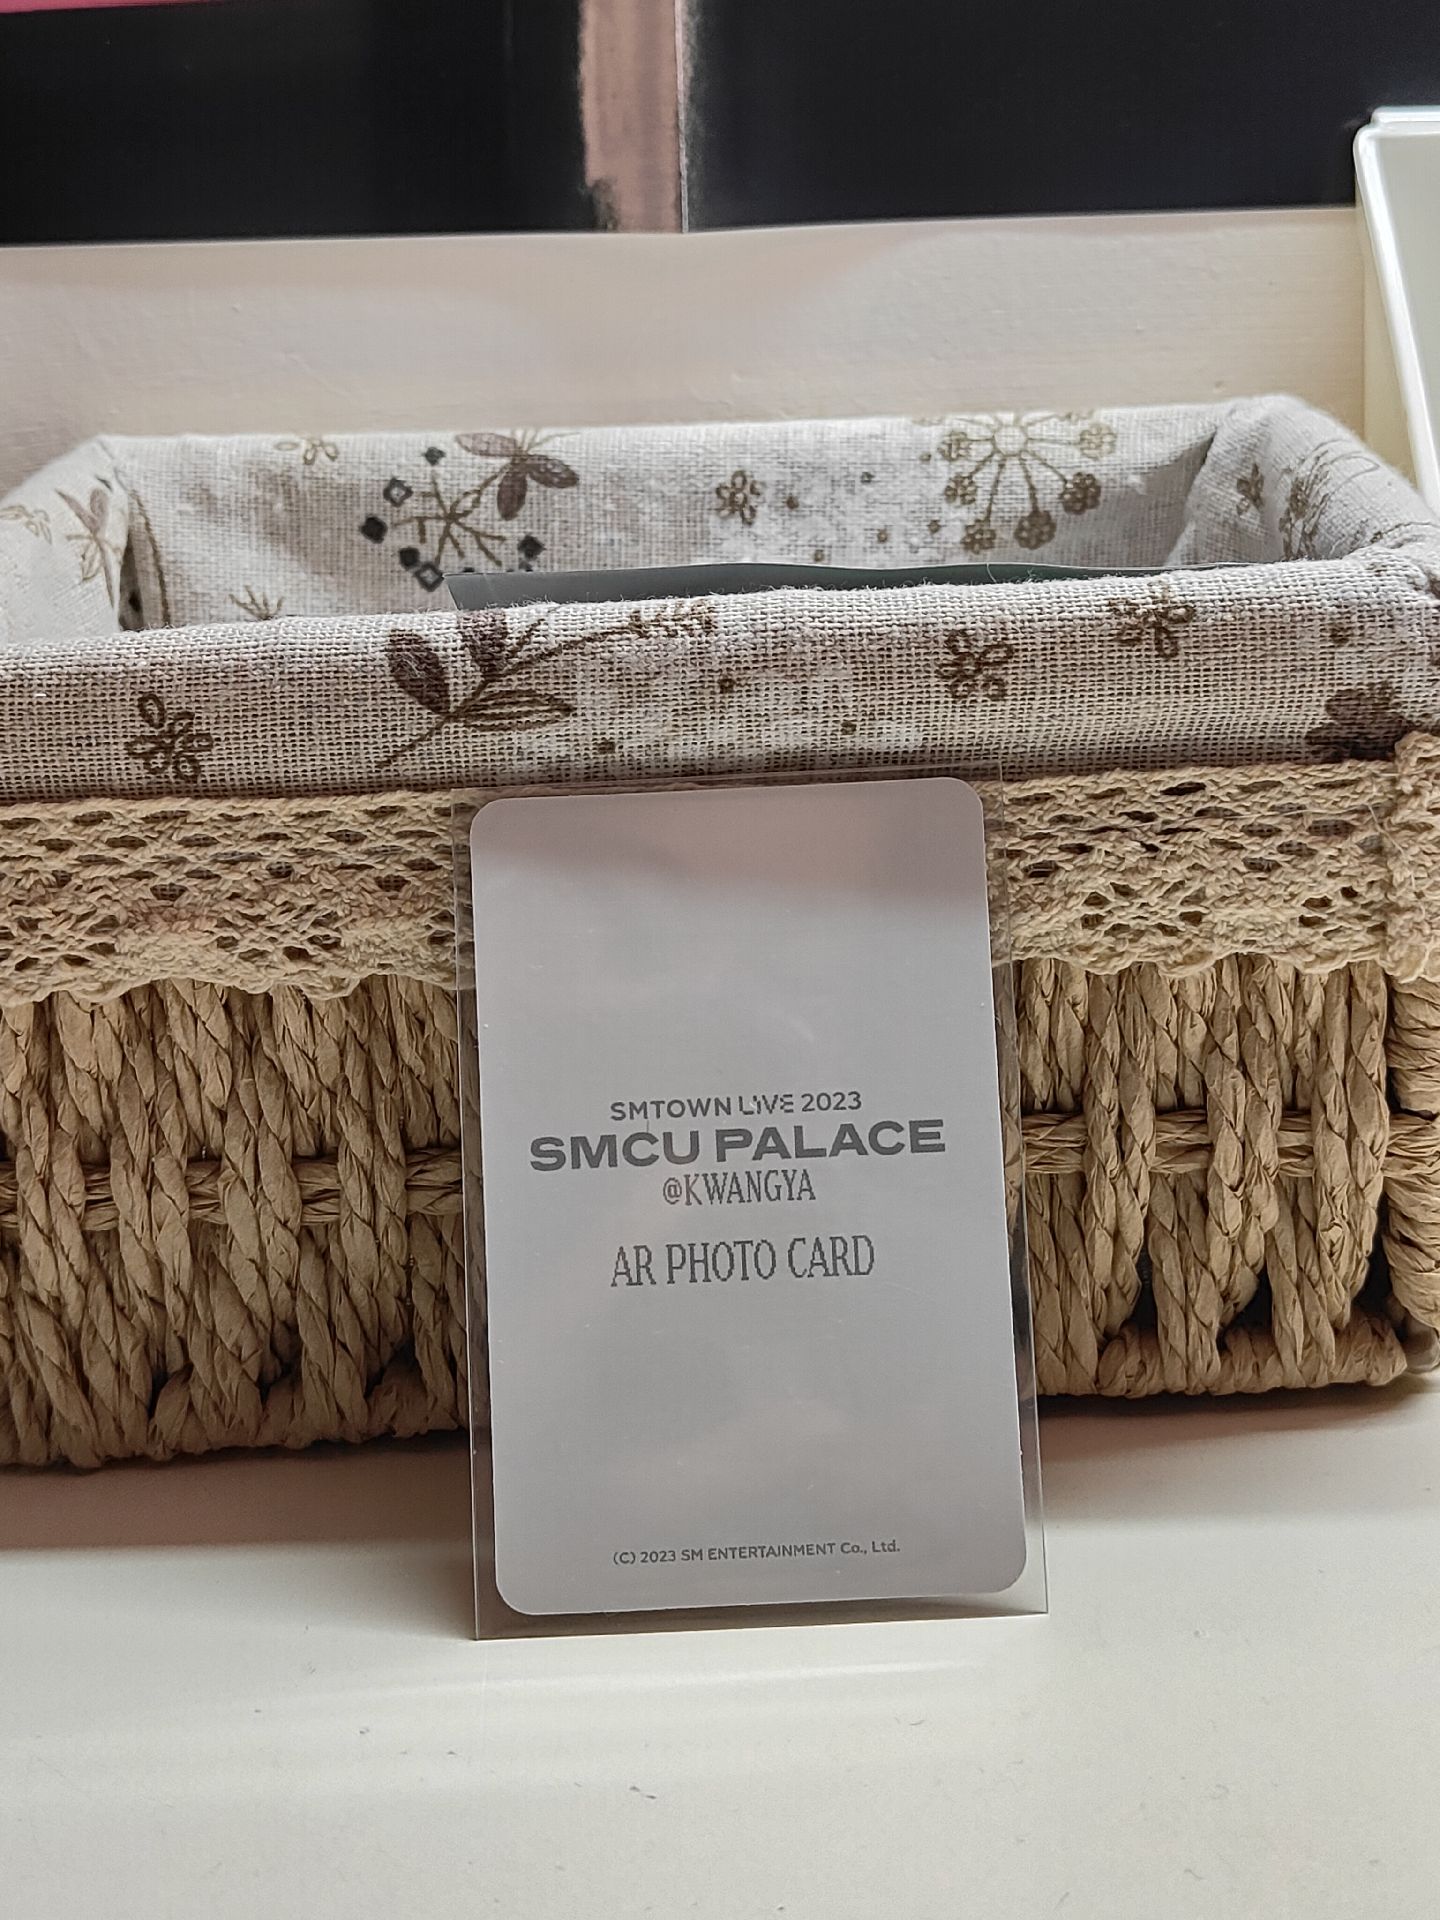 SMTOWN LIVE 2023
SMCU PALACE
@KWANGYA
AR PHOTO CARD
(C) 2023 SM ENTERTAINMENT Co., Ltd.